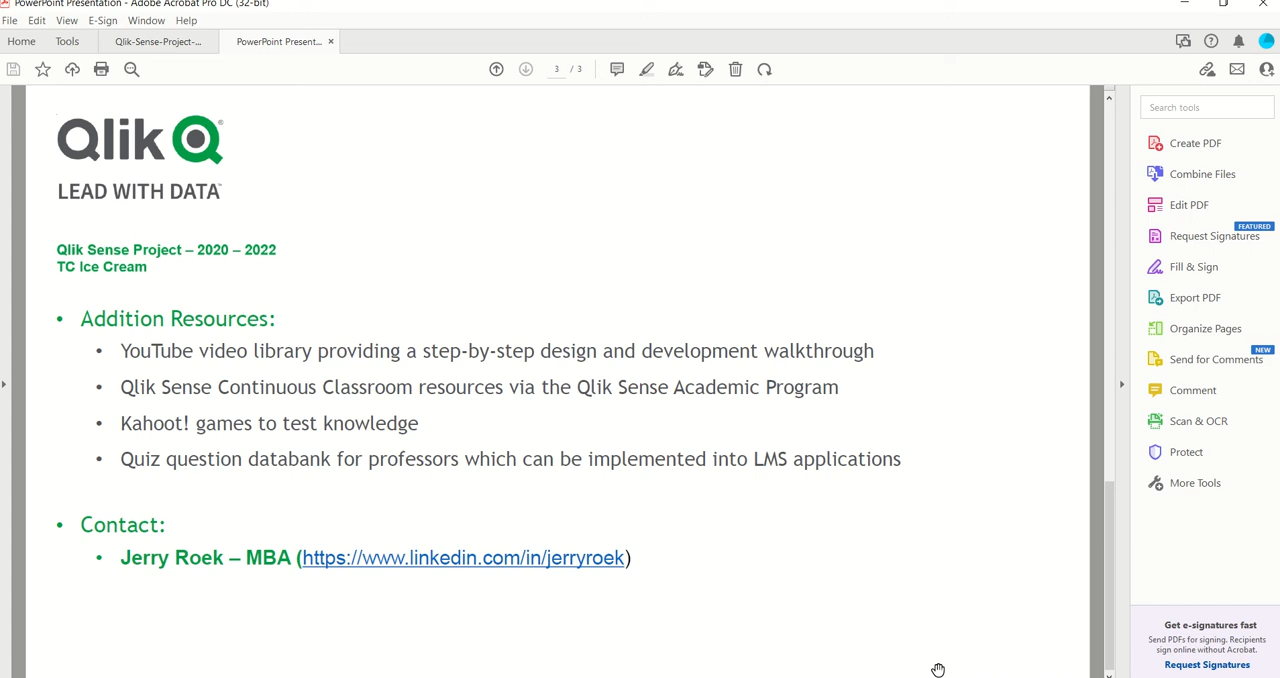 PowerPoint Presentation - Adobe Acrobat Pro DC (32-bit)
File Edit View E-Sign Window Help
Home Tools Qlik-Sense-Project-... PowerPoint Present... ×
3 / 3
Search tools
Qlik Q®
LEAD WITH DATA™
Qlik Sense Project – 2020 – 2022
TC Ice Cream
• Addition Resources:
• YouTube video library providing a step-by-step design and development walkthrough
• Qlik Sense Continuous Classroom resources via the Qlik Sense Academic Program
• Kahoot! games to test knowledge
• Quiz question databank for professors which can be implemented into LMS applications
• Contact:
• Jerry Roek – MBA (https://www.linkedin.com/in/jerryroek)
Create PDF
Combine Files
Edit PDF
FEATURED
Request Signatures
Fill & Sign
Export PDF
Organize Pages
NEW
Send for Comments
Comment
Scan & OCR
Protect
More Tools
Get e-signatures fast
Send PDFs for signing. Recipients
sign online without Acrobat.
Request Signatures